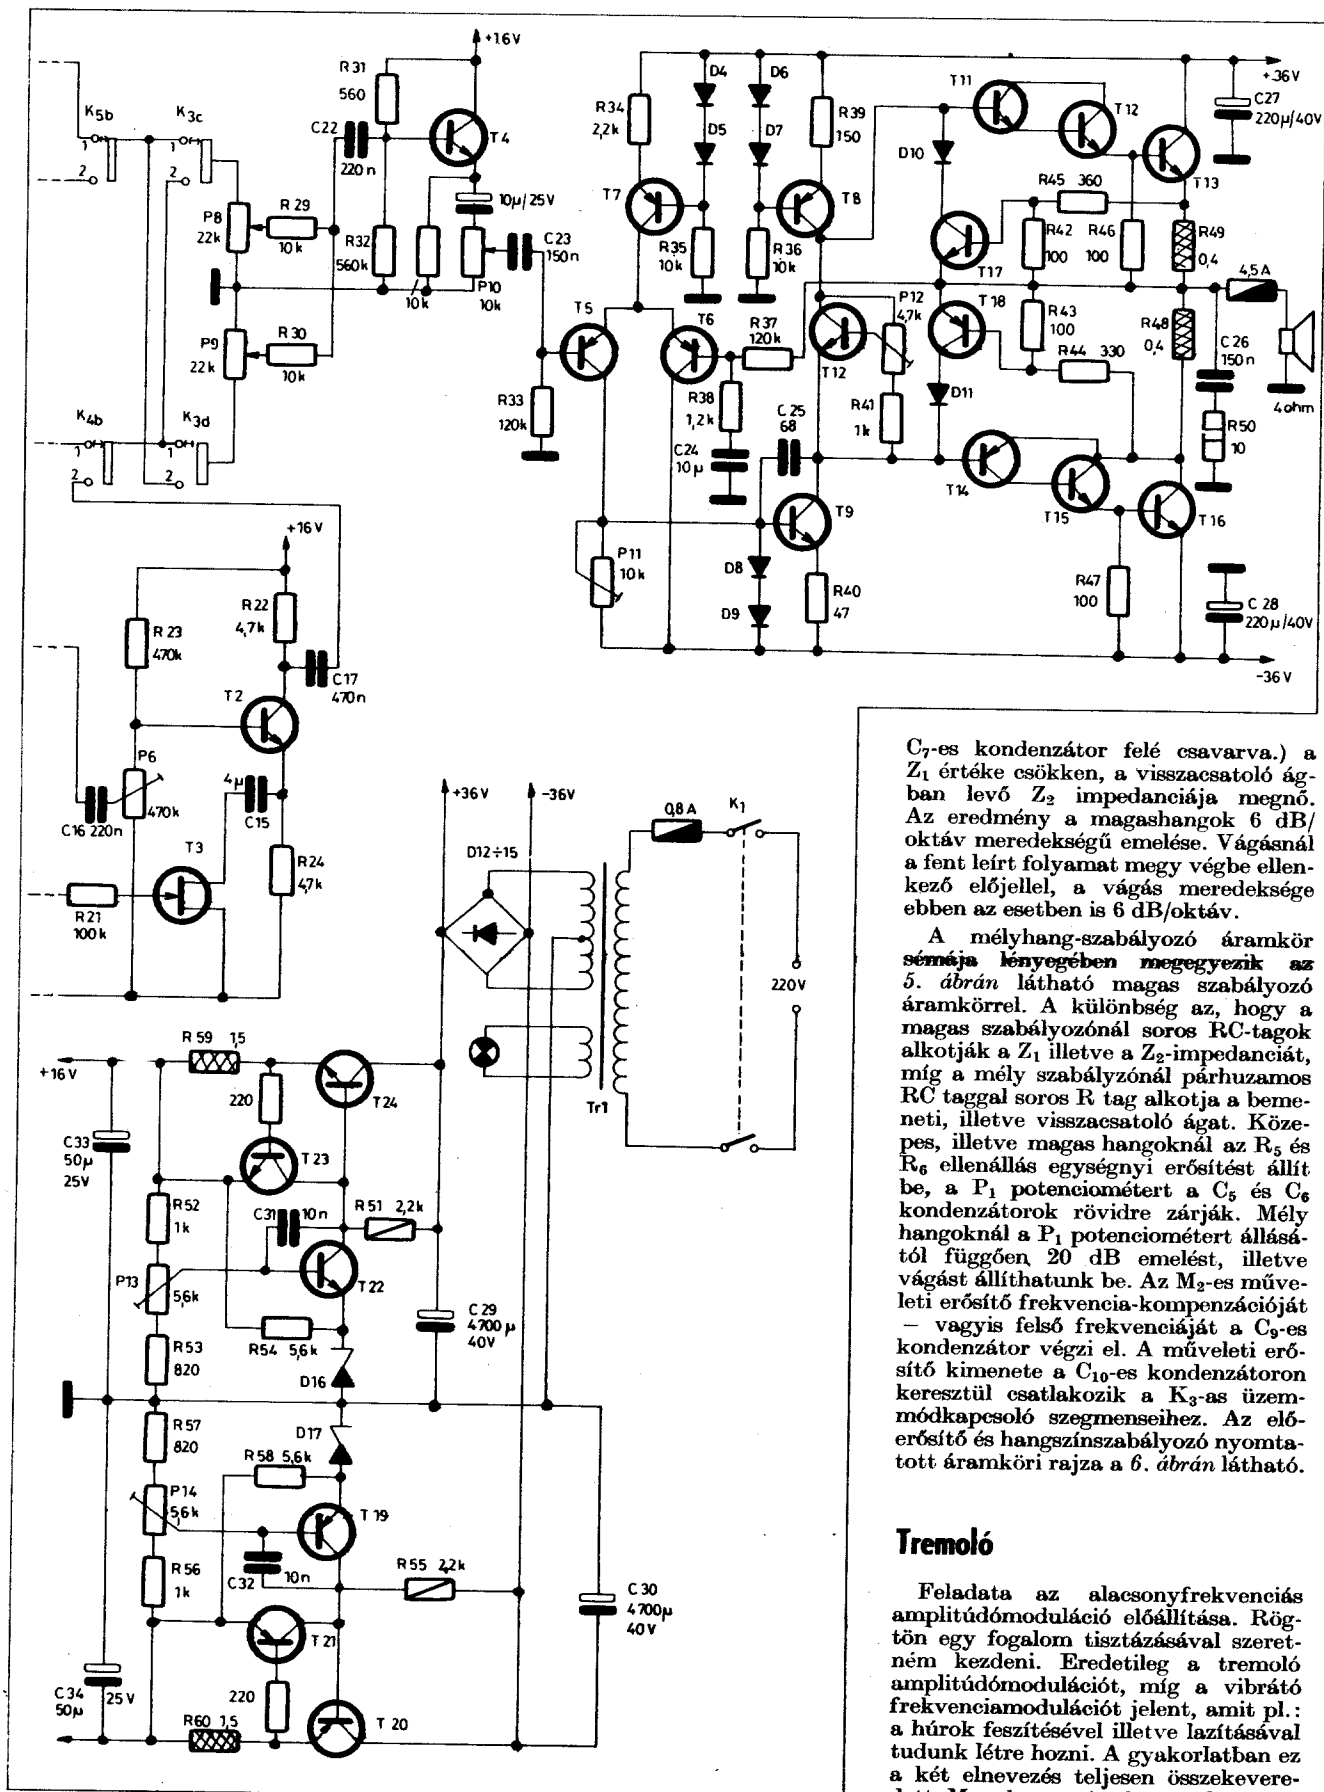 +16V
R31
560
K5b
1
2
K3c
1
2
C22
220n
T4
10µ/25V
P8
22k
R 29
10k
R32
560k
10k
P10
10k
C23
150n
P9
22k
R 30
10k
K4b
1
2
K3d
1
2
R34
2,2k
D4
D5
D6
D7
R39
150
T7
T8
R35
10k
R36
10k
T11
T12
T13
D10
R45 360
R42
100
R46
100
R49
0,4
T17
C27
220µ/40V
+36V
4,5 A
T5
T6
R37
120k
P12
4,7k
T12
T18
R43
100
R44 330
R48
0,4
C 26
150n
4 ohm
R33
120k
R38
1,2k
C24
10µ
C 25
68
R41
1k
D11
R50
10
T14
T15
T16
T9
P11
10k
D8
D9
R40
47
R47
100
C 28
220µ/40V
-36V
+16V
R 23
470k
R22
4,7k
C17
470n
T2
P6
470k
4µ
C15
C16 220n
T3
R24
4,7k
R21
100k
+36V
-36V
D12÷15
0,8 A
K1
220V
Tr1
+16V
R 59 1,5
220
T24
C33
50µ
25V
T23
R52
1k
C31 10n
R51 2,2k
P13
5,6k
T22
R54 5,6k
C 29
4700µ
40V
R53
820
D16
R57
820
D17
R58 5,6k
P14
5,6k
T19
R56
1k
C32
10n
R55 2,2k
C 30
4700µ
40V
T21
C34
50µ
25V
220
R60 1,5
T 20
C₇-es kondenzátor felé csavarva.) a
Z₁ értéke csökken, a visszacsatoló ág-
ban levő Z₂ impedanciája megnő.
Az eredmény a magashangok 6 dB/
oktáv meredekségű emelése. Vágásnál
a fent leírt folyamat megy végbe ellen-
kező előjellel, a vágás meredeksége
ebben az esetben is 6 dB/oktáv.
A mélyhang-szabályozó áramkör
sémája lényegében megegyezik az
5. ábrán látható magas szabályozó
áramkörrel. A különbség az, hogy a
magas szabályozónál soros RC-tagok
alkotják a Z₁ illetve a Z₂-impedanciát,
míg a mély szabályzónál párhuzamos
RC taggal soros R tag alkotja a beme-
neti, illetve visszacsatoló ágat. Köze-
pes, illetve magas hangoknál az R₅ és
R₆ ellenállás egységnyi erősítést állít
be, a P₁ potenciométert a C₅ és C₆
kondenzátorok rövidre zárják. Mély
hangoknál a P₁ potenciométert állásá-
tól függően, 20 dB emelést, illetve
vágást állíthatunk be. Az M₂-es műve-
leti erősítő frekvencia-kompenzációját
– vagyis felső frekvenciáját a C₉-es
kondenzátor végzi el. A műveleti erő-
sítő kimenete a C₁₀-es kondenzátoron
keresztül csatlakozik a K₃-as üzem-
módkapcsoló szegmenseihez. Az elő-
erősítő és hangszínszabályozó nyomta-
tott áramköri rajza a 6. ábrán látható.
Tremoló
Feladata az alacsonyfrekvenciás
amplitúdómoduláció előállítása. Rög-
tön egy fogalom tisztázásával szeret-
ném kezdeni. Eredetileg a tremoló
amplitúdómodulációt, míg a vibrátó
frekvenciamodulációt jelent, amit pl.:
a húrok feszítésével illetve lazításával
tudunk létre hozni. A gyakorlatban ez
a két elnevezés teljesen összekevere-